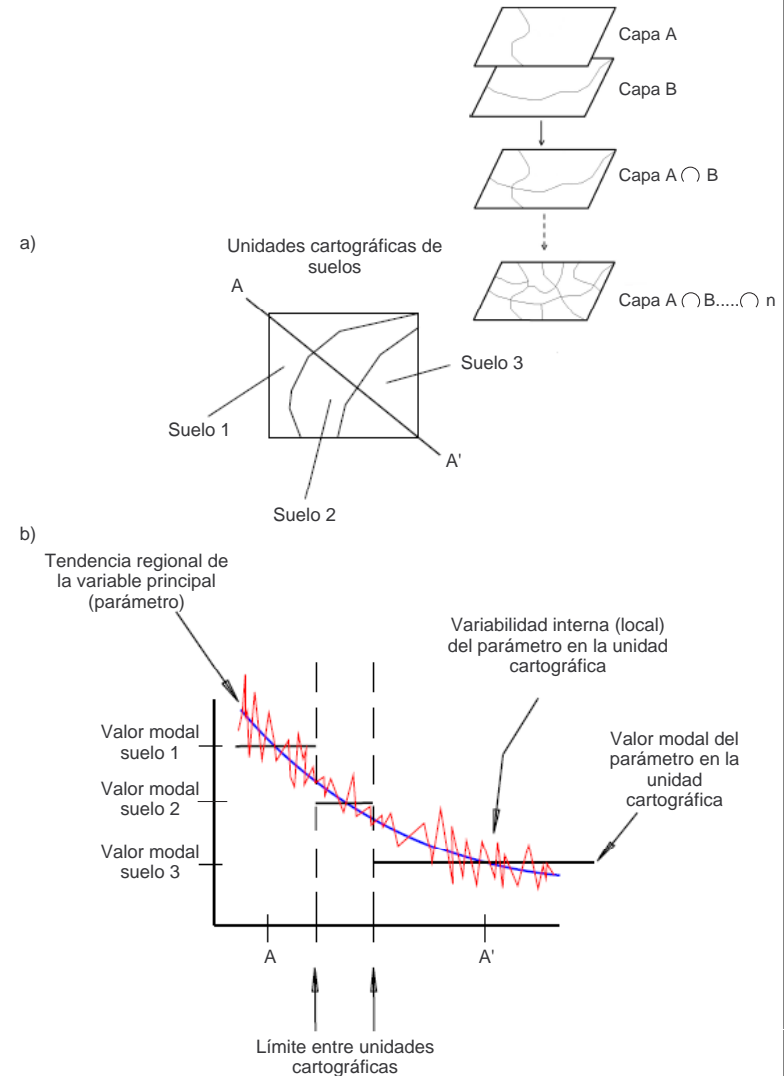 Capa A
Capa B
Capa A ∩ B
Capa A ∩ B.....∩ n
a)
Unidades cartográficas de
suelos
A
Suelo 3
Suelo 1
A'
Suelo 2
b)
Tendencia regional de
la variable principal
(parámetro)
Variabilidad interna (local)
del parámetro en la unidad
cartográfica
Valor modal
suelo 1
Valor modal del
parámetro en la
unidad
cartográfica
Valor modal
suelo 2
Valor modal
suelo 3
A
A'
Límite entre unidades
cartográficas